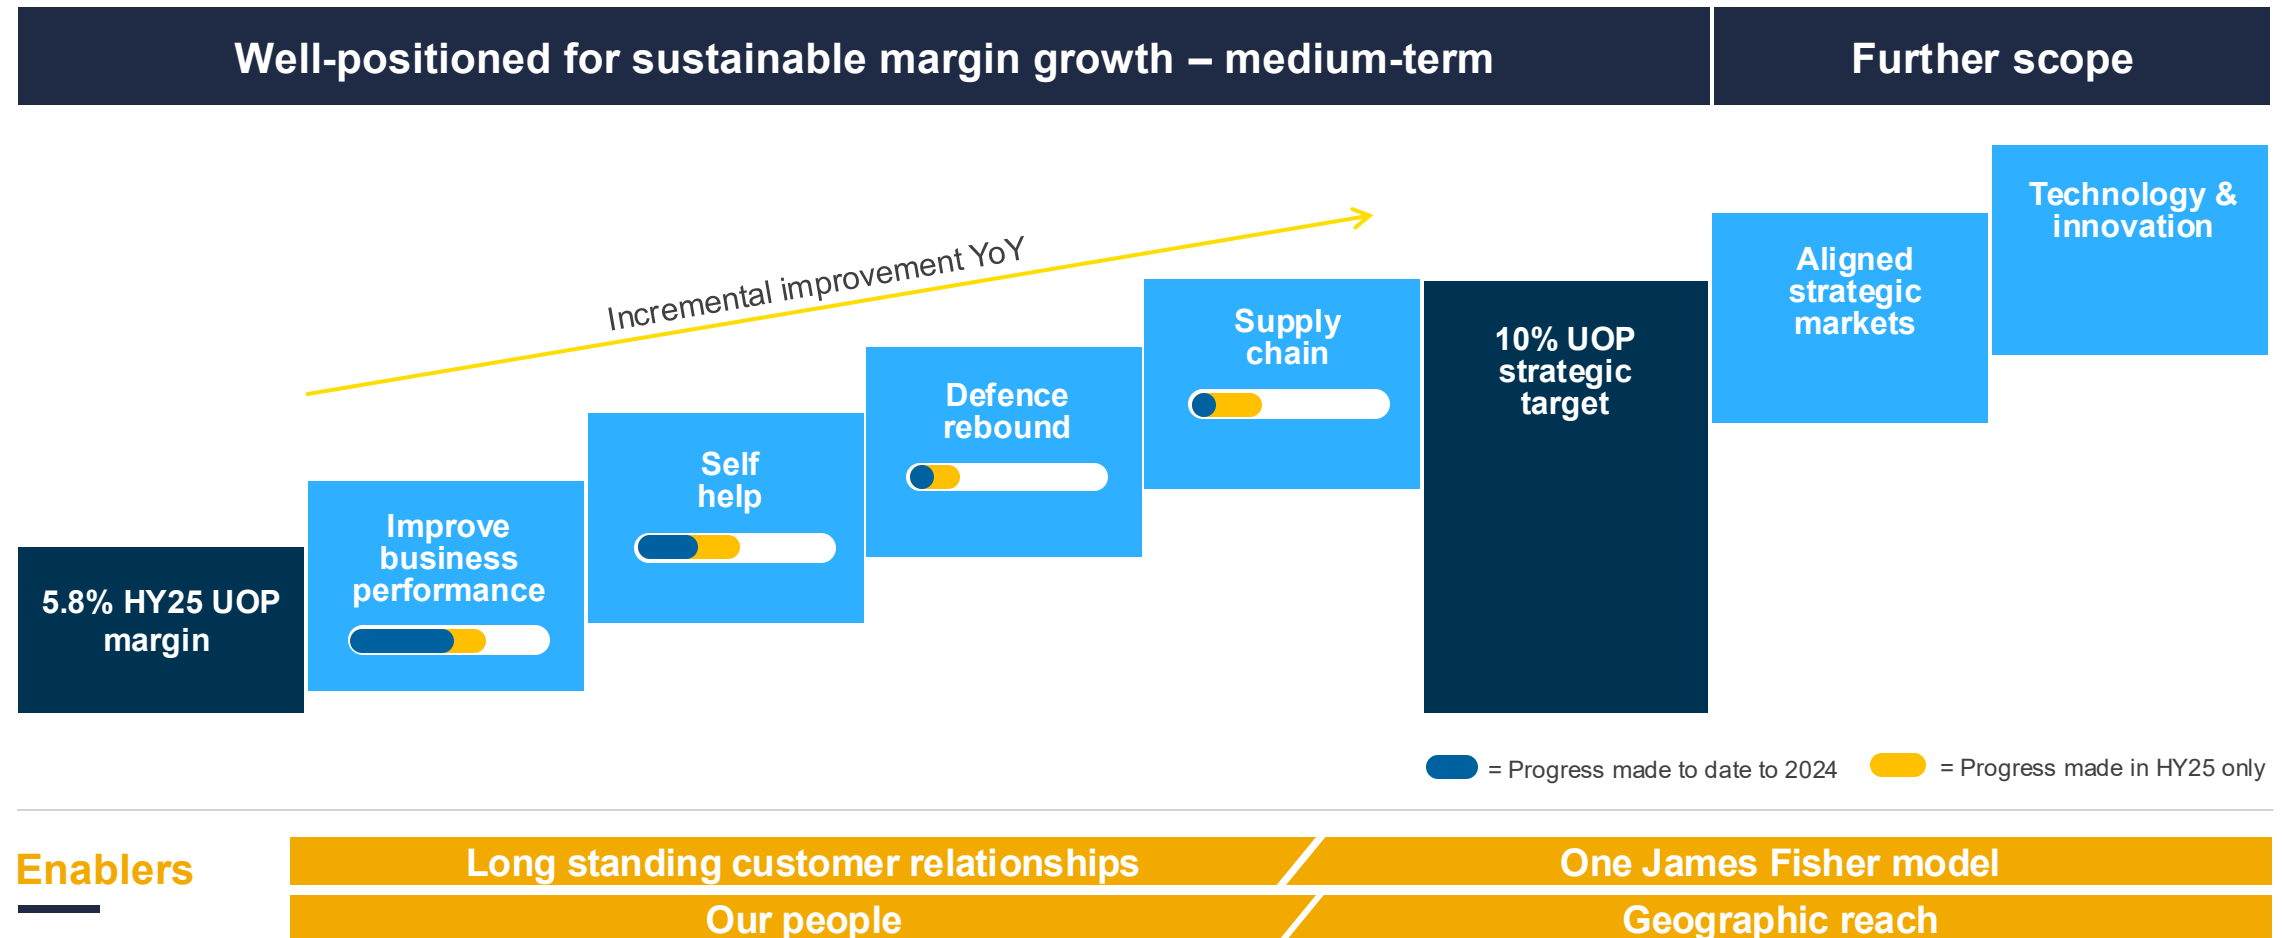 Well-positioned for sustainable margin growth – medium-term
Further scope
Incremental improvement YoY
5.8% HY25 UOP
margin
Improve
business
performance
Self
help
Defence
rebound
Supply
chain
10% UOP
strategic
target
Aligned
strategic
markets
Technology &
innovation
= Progress made to date to 2024
= Progress made in HY25 only
Enablers
Long standing customer relationships
One James Fisher model
Our people
Geographic reach